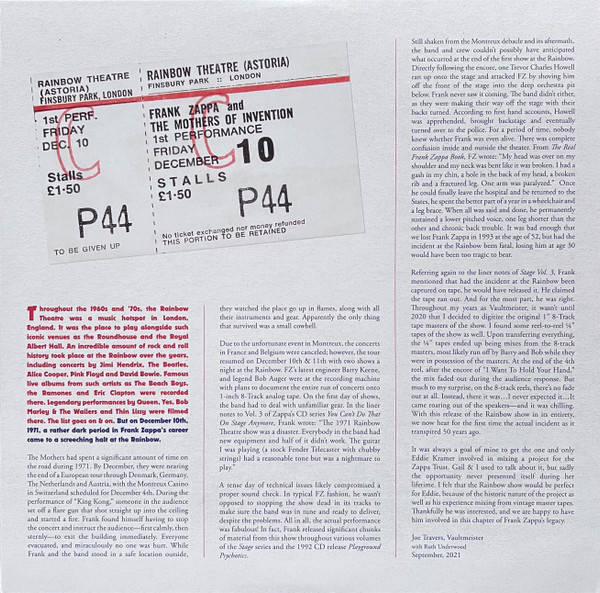 RAINBOW THEATRE
(ASTORIA)
FINSBURY PARK, LONDON
1st PERF.
FRIDAY
DEC. 10
Stalls
£1·50
P44
TO BE GIVEN UP
C
RAINBOW THEATRE (ASTORIA)
FINSBURY PARK :: LONDON
FRANK ZAPPA and
THE MOTHERS OF INVENTION
1st PERFORMANCE
FRIDAY
DECEMBER 10
STALLS
£1·50
P44
No ticket exchanged nor money refunded
THIS PORTION TO BE RETAINED
C
Throughout the 1960s and '70s, the Rainbow
Theatre was a music hotspot in London,
England. It was the place to play alongside such
iconic venues as the Roundhouse and the Royal
Albert Hall. An incredible amount of rock and roll
history took place at the Rainbow over the years,
including concerts by Jimi Hendrix, The Beatles,
Alice Cooper, Pink Floyd and David Bowie. Famous
live albums from such artists as The Beach Boys,
the Ramones and Eric Clapton were recorded
there. Legendary performances by Queen, Yes, Bob
Marley & The Wailers and Thin Lizzy were filmed
there. The list goes on & on. But on December 10th,
1971, a rather dark period in Frank Zappa's career
came to a screeching halt at the Rainbow.
The Mothers had spent a significant amount of time on
the road during 1971. By December, they were nearing
the end of a European tour through Denmark, Germany,
The Netherlands and Austria, with the Montreux Casino
in Switzerland scheduled for December 4th. During the
performance of "King Kong," someone in the audience
set off a flare gun that shot straight up into the ceiling
and started a fire. Frank found himself having to stop
the concert and instruct the audience—first calmly, then
sternly—to exit the building immediately. Everyone
evacuated, and miraculously no one was hurt. While
Frank and the band stood in a safe location outside,
they watched the place go up in flames, along with all
their instruments and gear. Apparently the only thing
that survived was a small cowbell.
Due to the unfortunate event in Montreux, the concerts
in France and Belgium were canceled; however, the tour
resumed on December 10th & 11th with two shows a
night at the Rainbow. FZ's latest engineer Barry Keene,
and legend Bob Auger were at the recording machine
with plans to document the entire run of concerts onto
1-inch 8-Track analog tape. On the first day of shows,
the band had to deal with unfamiliar gear. In the liner
notes to Vol. 3 of Zappa's CD series You Can't Do That
On Stage Anymore, Frank wrote: "The 1971 Rainbow
Theatre show was a disaster. Everybody in the band had
new equipment and half of it didn't work. The guitar
I was playing (a stock Fender Telecaster with chubby
strings) had a reasonable tone but was a nightmare to
play."
A tense day of technical issues likely compromised a
proper sound check. In typical FZ fashion, he wasn't
opposed to stopping the show dead in its tracks to
make sure the band was in tune and ready to deliver,
despite the problems. All in all, the actual performance
was fabulous! In fact, Frank released significant chunks
of material from this show throughout various volumes
of the Stage series and the 1992 CD release Playground
Psychotics.
Still shaken from the Montreux debacle and its aftermath,
the band and crew couldn't possibly have anticipated
what occurred at the end of the first show at the Rainbow.
Directly following the encore, one Trevor Charles Howell
ran up onto the stage and attacked FZ by shoving him
off the front of the stage into the deep orchestra pit
below. Frank never saw it coming. The band didn't either,
as they were making their way off the stage with their
backs turned. According to first hand accounts, Howell
was apprehended, brought backstage and eventually
turned over to the police. For a period of time, nobody
knew whether Frank was even alive. There was complete
confusion inside and outside the theater. From The Real
Frank Zappa Book, FZ wrote: "My head was over on my
shoulder and my neck was bent like it was broken. I had a
gash in my chin, a hole in the back of my head, a broken
rib and a fractured leg. One arm was paralyzed." Once
he could finally leave the hospital and be returned to the
States, he spent the better part of a year in a wheelchair and
a leg brace. When all was said and done, he permanently
sustained a lower pitched voice, one leg shorter than the
other and chronic back trouble. It was bad enough that
we lost Frank Zappa in 1993 at the age of 52, but had the
incident at the Rainbow been fatal, losing him at age 30
would have been too tragic to bear.
Referring again to the liner notes of Stage Vol. 3, Frank
mentioned that had the incident at the Rainbow been
captured on tape, he would have released it. He claimed
the tape ran out. And for the most part, he was right.
Throughout my years as Vaultmeister, it wasn't until
2020 that I decided to digitize the original 1" 8-Track
tape masters of the show. I found some reel-to-reel ¼"
tapes of the show as well. Upon transferring everything,
the ¼" tapes ended up being mixes from the 8-track
masters, most likely run off by Barry and Bob while they
were in possession of the masters. At the end of the 4th
reel, after the encore of "I Want To Hold Your Hand,"
the mix faded out during the audience response. But
much to my surprise, on the 8-track reels, there's no fade
out at all. Instead, there it was…I never expected it…It
came roaring out of the speakers—and it was chilling.
With this release of the Rainbow show in its entirety,
we now hear for the first time the actual incident as it
transpired 50 years ago.
It was always a goal of mine to get the one and only
Eddie Kramer involved in mixing a project for the
Zappa Trust. Gail & I used to talk about it, but sadly
the opportunity never presented itself during her
lifetime. I felt that the Rainbow show would be perfect
for Eddie, because of the historic nature of the project as
well as his experience mixing from vintage master tapes.
Thankfully he was interested, and we are happy to have
him involved in this chapter of Frank Zappa's legacy.
Joe Travers, Vaultmeister
with Ruth Underwood
September, 2021